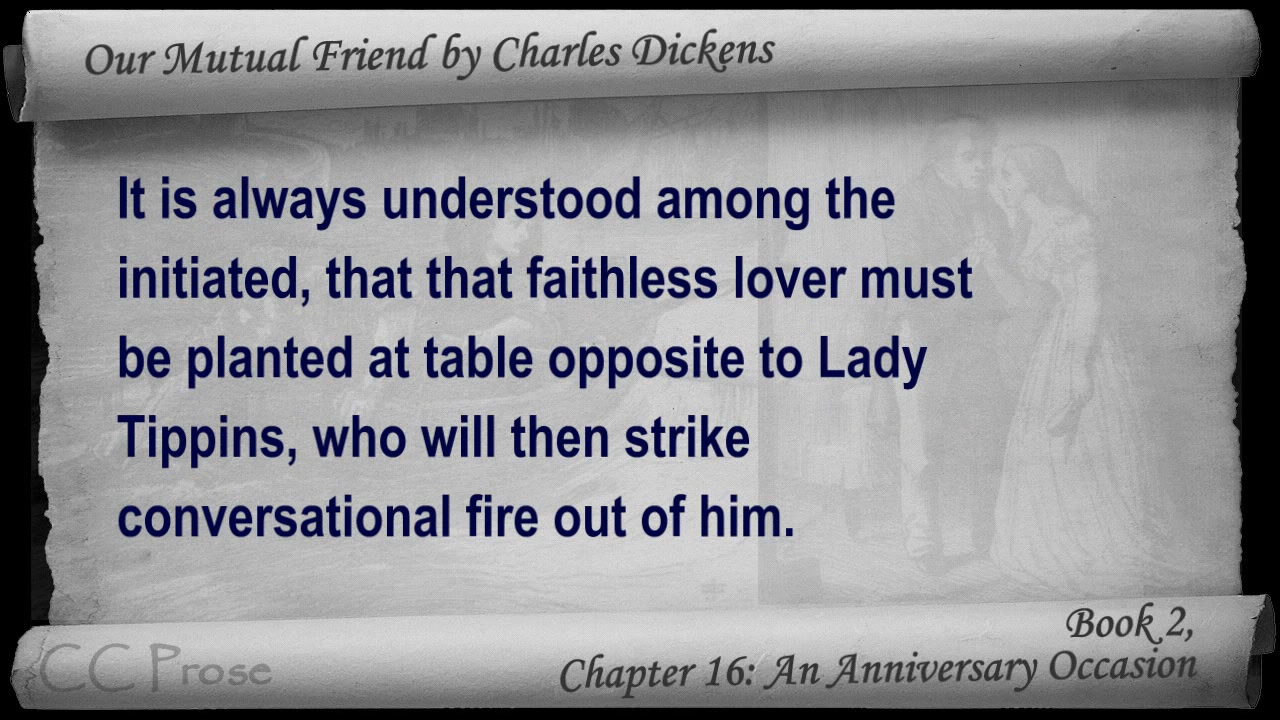 Our Mutual Friend by Charles Dickens
It is always understood among the
initiated, that that faithless lover must
be planted at table opposite to Lady
Tippins, who will then strike
conversational fire out of him.
Book 2,
Chapter 16: An Anniversary Occasion
CC Prose